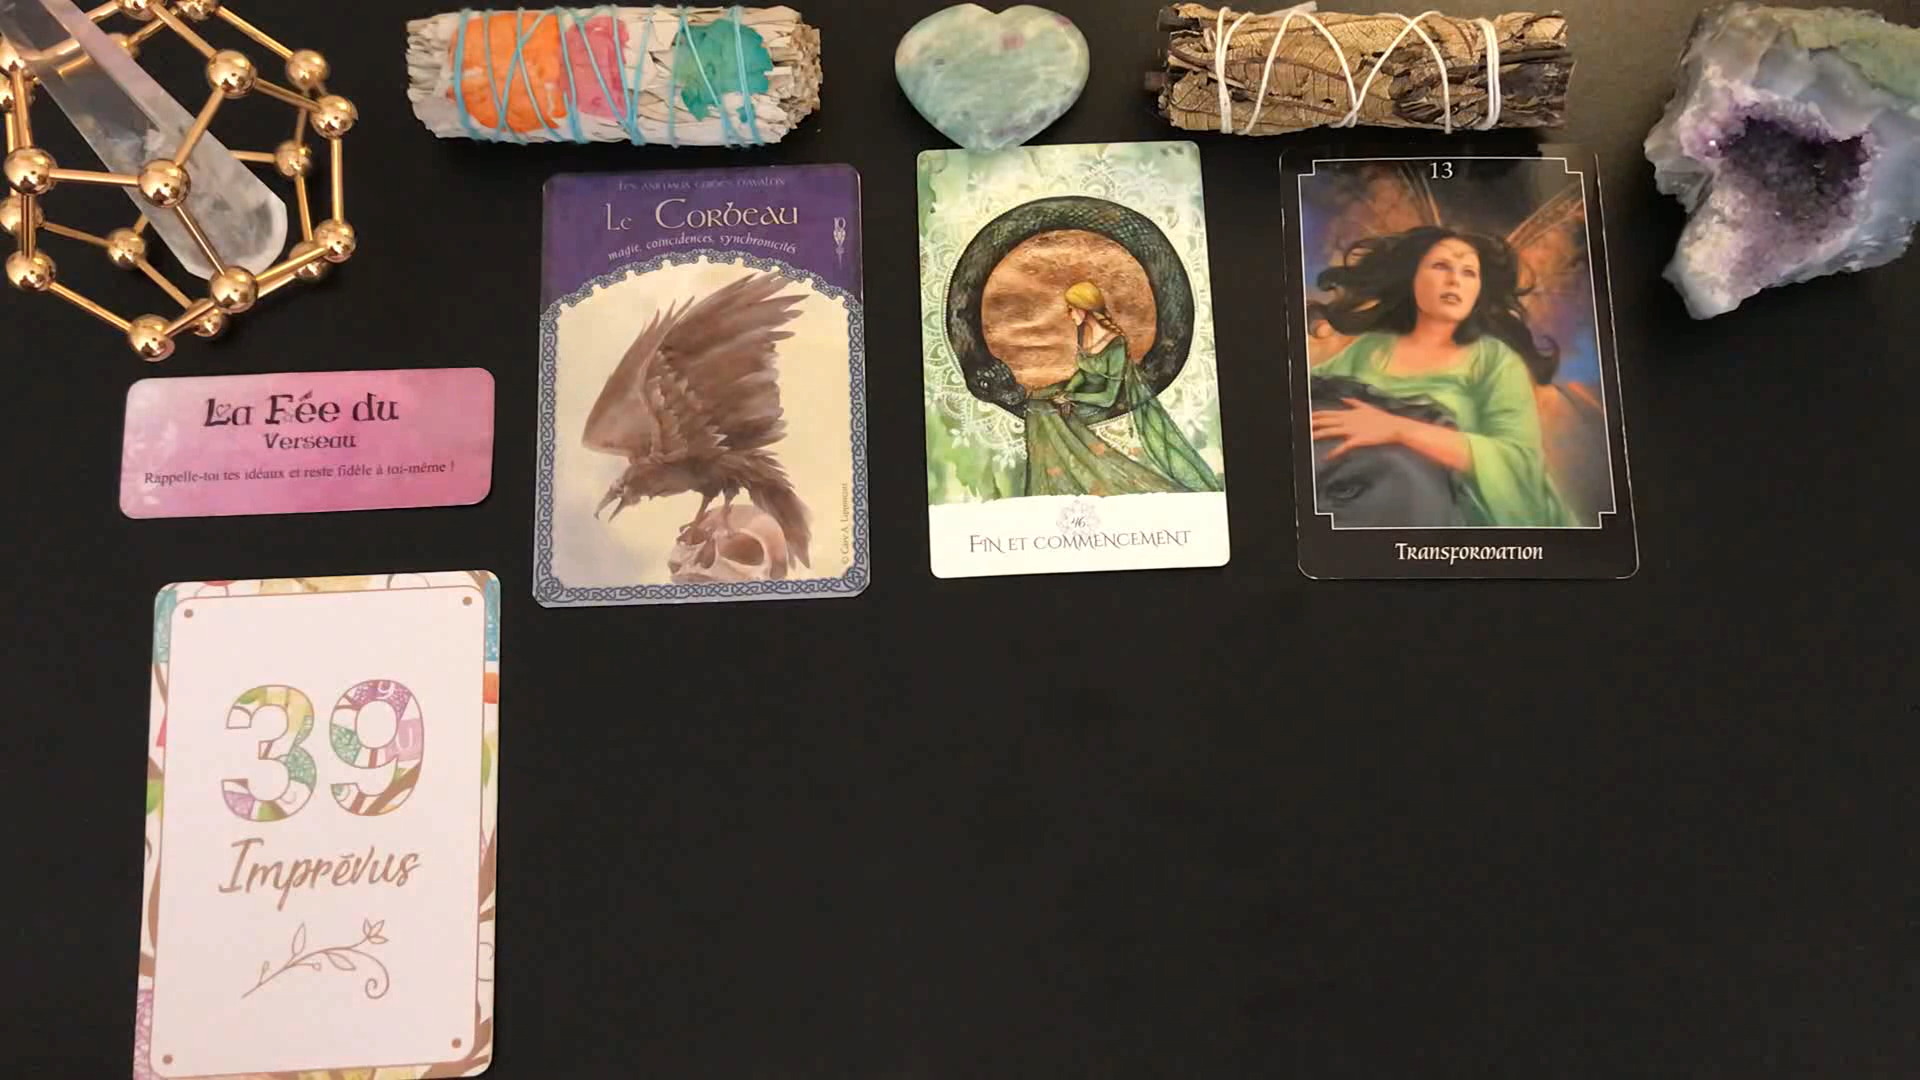 La Fée du
Verseau
Rappelle-toi tes idéaux et reste fidèle à toi-même !
39
Imprévus
Les animaux guides d'Avalon
Le Corbeau
magie, coïncidences, synchronicités
10
46
Fin et commencement
13
Transformation